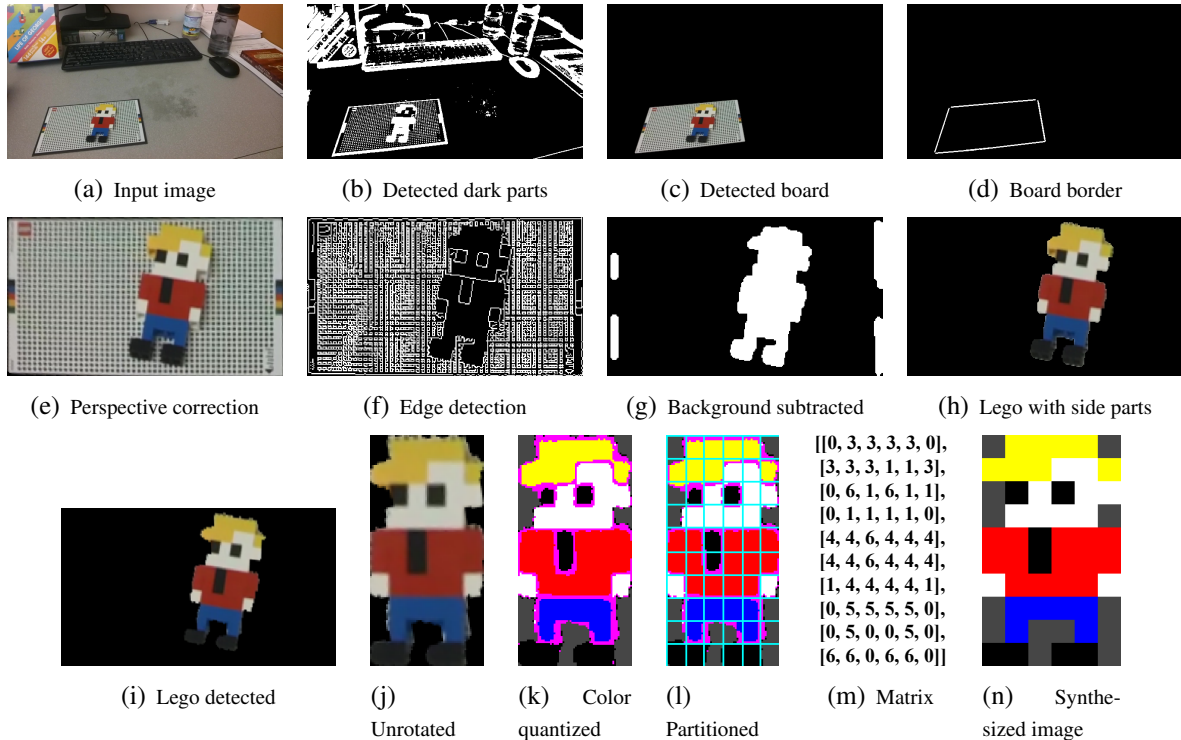 (a) Input image
(b) Detected dark parts
(c) Detected board
(d) Board border
(e) Perspective correction
(f) Edge detection
(g) Background subtracted
(h) Lego with side parts
[[0, 3, 3, 3, 3, 0],
[3, 3, 3, 1, 1, 3],
[0, 6, 1, 6, 1, 1],
[0, 1, 1, 1, 1, 0],
[4, 4, 6, 4, 4, 4],
[4, 4, 6, 4, 4, 4],
[1, 4, 4, 4, 4, 1],
[0, 5, 5, 5, 5, 0],
[0, 5, 0, 0, 5, 0],
[6, 6, 0, 6, 6, 0]]
(i) Lego detected
(j)
Unrotated
(k) Color
quantized
(l)
Partitioned
(m) Matrix
(n) Synthe-
sized image